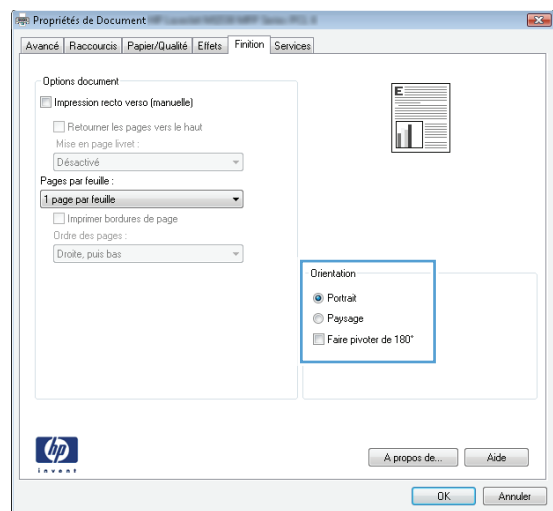 Propriétés de Document
Avancé Raccourcis Papier/Qualité Effets Finition Services
Options document
Impression recto verso (manuelle)
Retourner les pages vers le haut
Mise en page livret :
Désactivé
Pages par feuille :
1 page par feuille
Imprimer bordures de page
Ordre des pages :
Droite, puis bas
E
Orientation
Portrait
Paysage
Faire pivoter de 180°
hp
invent
A propos de... Aide
OK Annuler